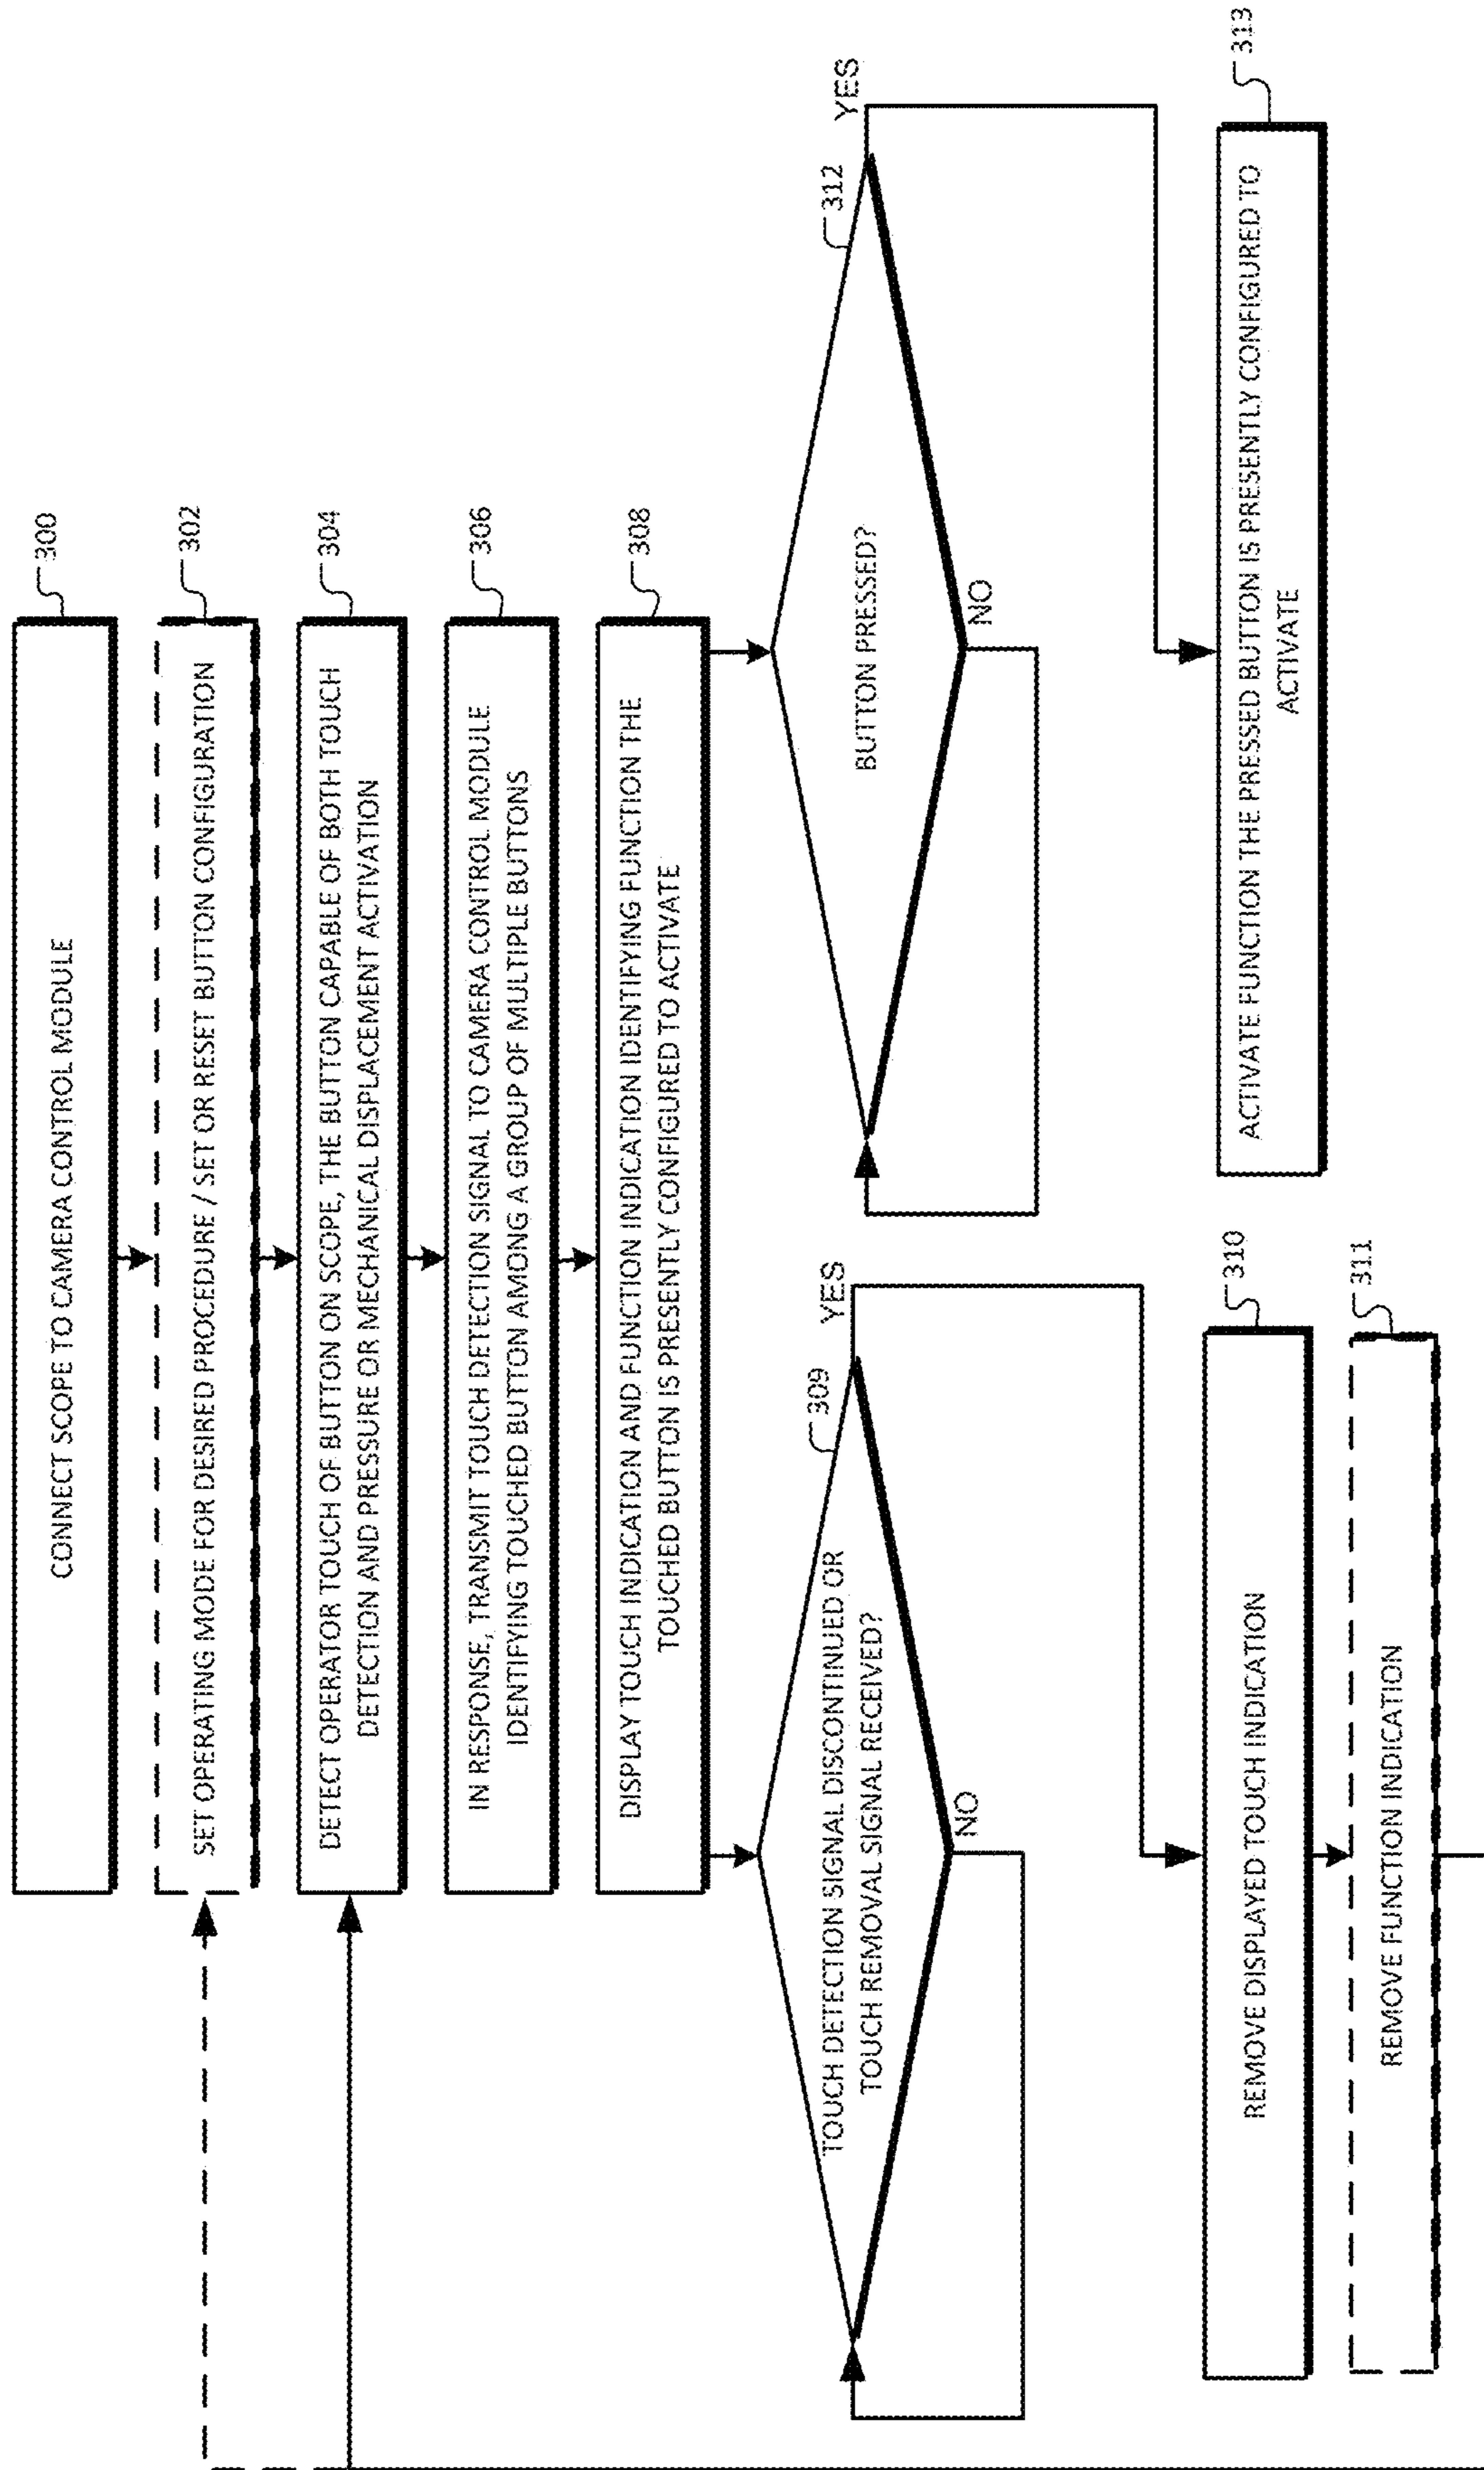 CONNECT SCOPE TO CAMERA CONTROL MODULE
300
SET OPERATING MODE FOR DESIRED PROCEDURE / SET OR RESET BUTTON CONFIGURATION
302
DETECT OPERATOR TOUCH OF BUTTON ON SCOPE, THE BUTTON CAPABLE OF BOTH TOUCH
DETECTION AND PRESSURE OR MECHANICAL DISPLACEMENT ACTIVATION
304
IN RESPONSE, TRANSMIT TOUCH DETECTION SIGNAL TO CAMERA CONTROL MODULE
IDENTIFYING TOUCHED BUTTON AMONG A GROUP OF MULTIPLE BUTTONS
306
DISPLAY TOUCH INDICATION AND FUNCTION INDICATION IDENTIFYING FUNCTION THE
TOUCHED BUTTON IS PRESENTLY CONFIGURED TO ACTIVATE
308
TOUCH DETECTION SIGNAL DISCONTINUED OR
TOUCH REMOVAL SIGNAL RECEIVED?
309
YES
NO
REMOVE DISPLAYED TOUCH INDICATION
310
REMOVE FUNCTION INDICATION
311
BUTTON PRESSED?
312
YES
NO
ACTIVATE FUNCTION THE PRESSED BUTTON IS PRESENTLY CONFIGURED TO
ACTIVATE
313